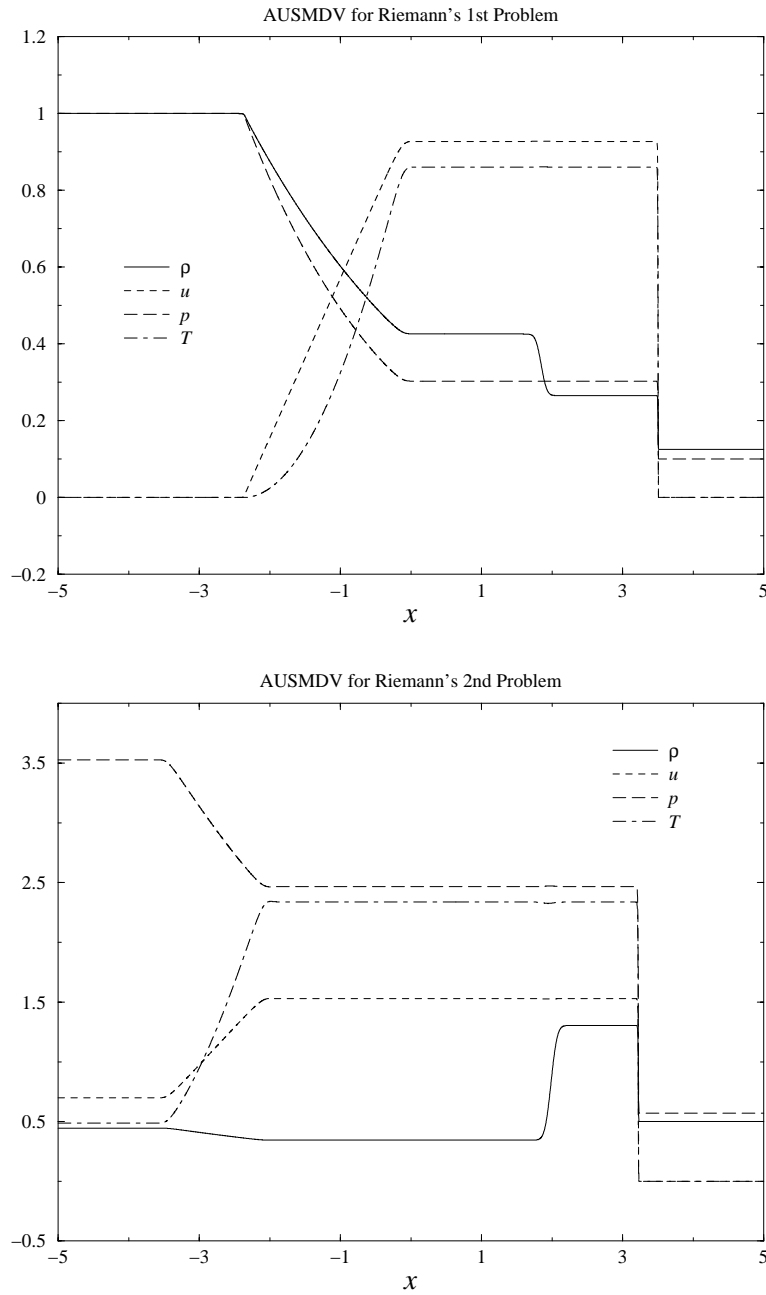 AUSMDV for Riemann's 1st Problem
1.2
1
0.8
0.6
0.4
0.2
0
−0.2
ρ
u
p
T
−5 −3 −1 1 3 5
x
AUSMDV for Riemann's 2nd Problem
3.5
2.5
1.5
0.5
−0.5
ρ
u
p
T
−5 −3 −1 1 3 5
x